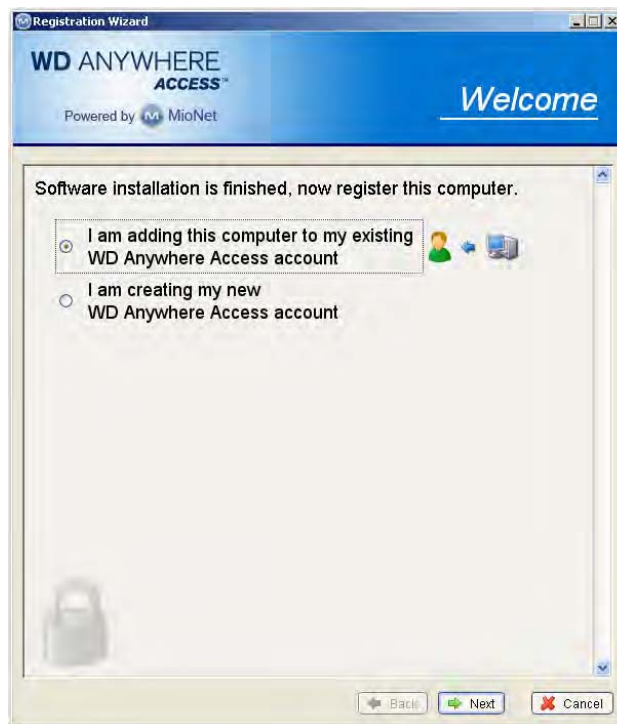 Registration Wizard
WD ANYWHERE
ACCESS™
Powered by MioNet
Welcome
Software installation is finished, now register this computer.
I am adding this computer to my existing
WD Anywhere Access account
I am creating my new
WD Anywhere Access account
Back
Next
Cancel